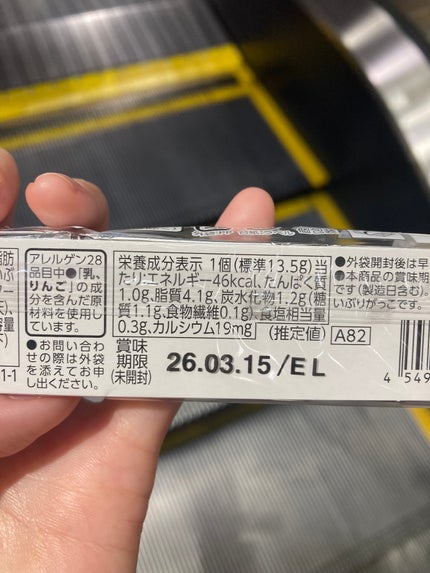 アレルゲン28
品目中●「乳、
りんご」の成
分を含んだ原
材料を使用し
ています。
●お問い合わ
せの際は外袋
を添えてお申
し出ください。
栄養成分表示 1個(標準13.5g)当
たり:エネルギー46kcal、たんぱく質
1.0g、脂質4.1g、炭水化物1.2g(糖
質1.1g、食物繊維0.1g)、食塩相当量
0.3g、カルシウム19mg (推定値) A82
賞味
期限
(未開封)
26.03.15/EL
●外袋開封後は早
●本商品の賞味期
です(製造日含む)。
いぶりがっこです。
1-1
4 549